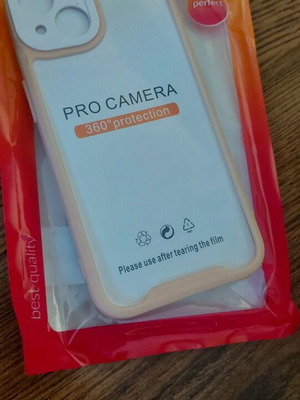 perfect
PRO CAMERA
360°protection
Please use after tearing the film
best quality